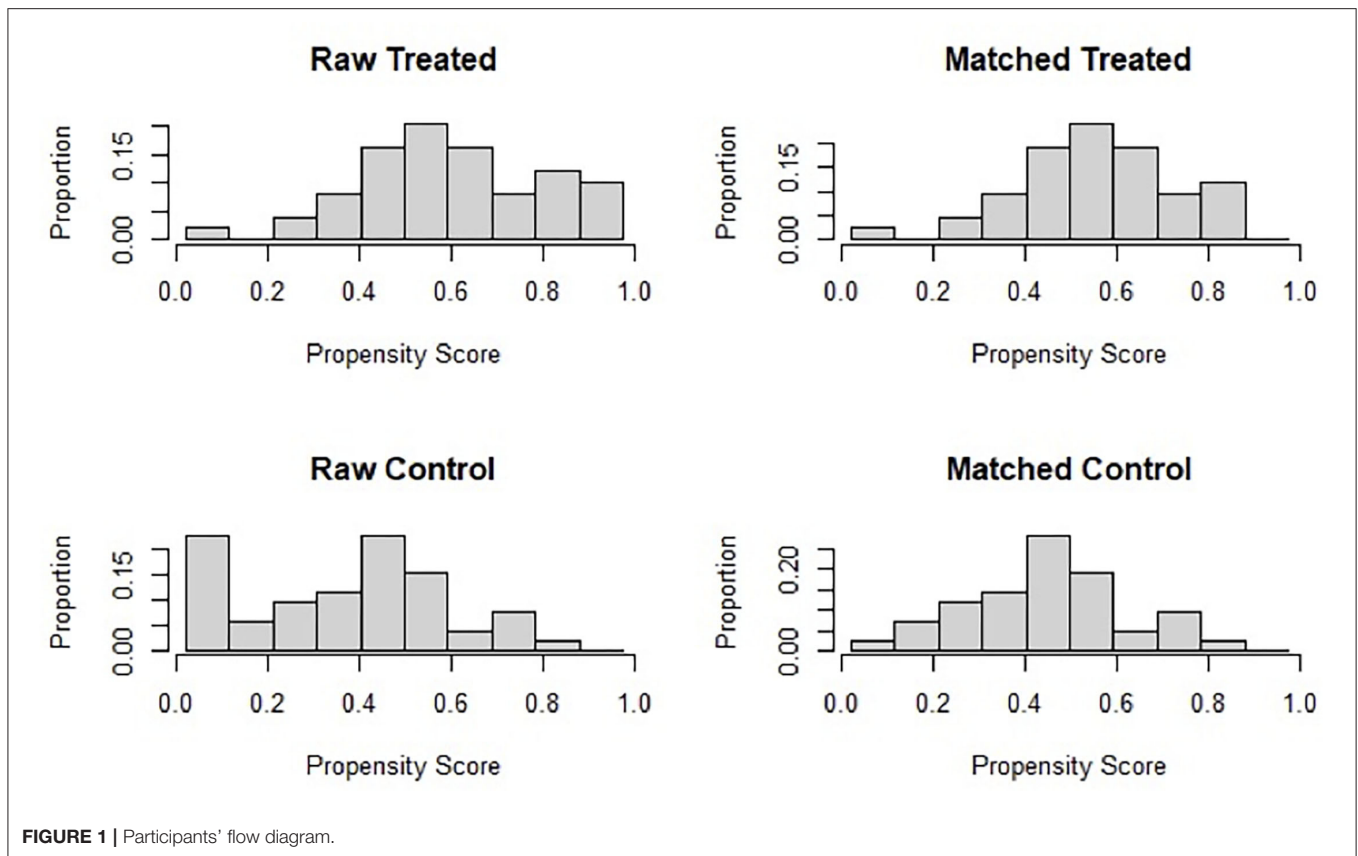 Raw Treated
Proportion
0.15
0.00
0.0 0.2 0.4 0.6 0.8 1.0
Propensity Score
Matched Treated
Proportion
0.15
0.00
0.0 0.2 0.4 0.6 0.8 1.0
Propensity Score
Raw Control
Proportion
0.15
0.00
0.0 0.2 0.4 0.6 0.8 1.0
Propensity Score
Matched Control
Proportion
0.20
0.00
0.0 0.2 0.4 0.6 0.8 1.0
Propensity Score
FIGURE 1 | Participants’ flow diagram.